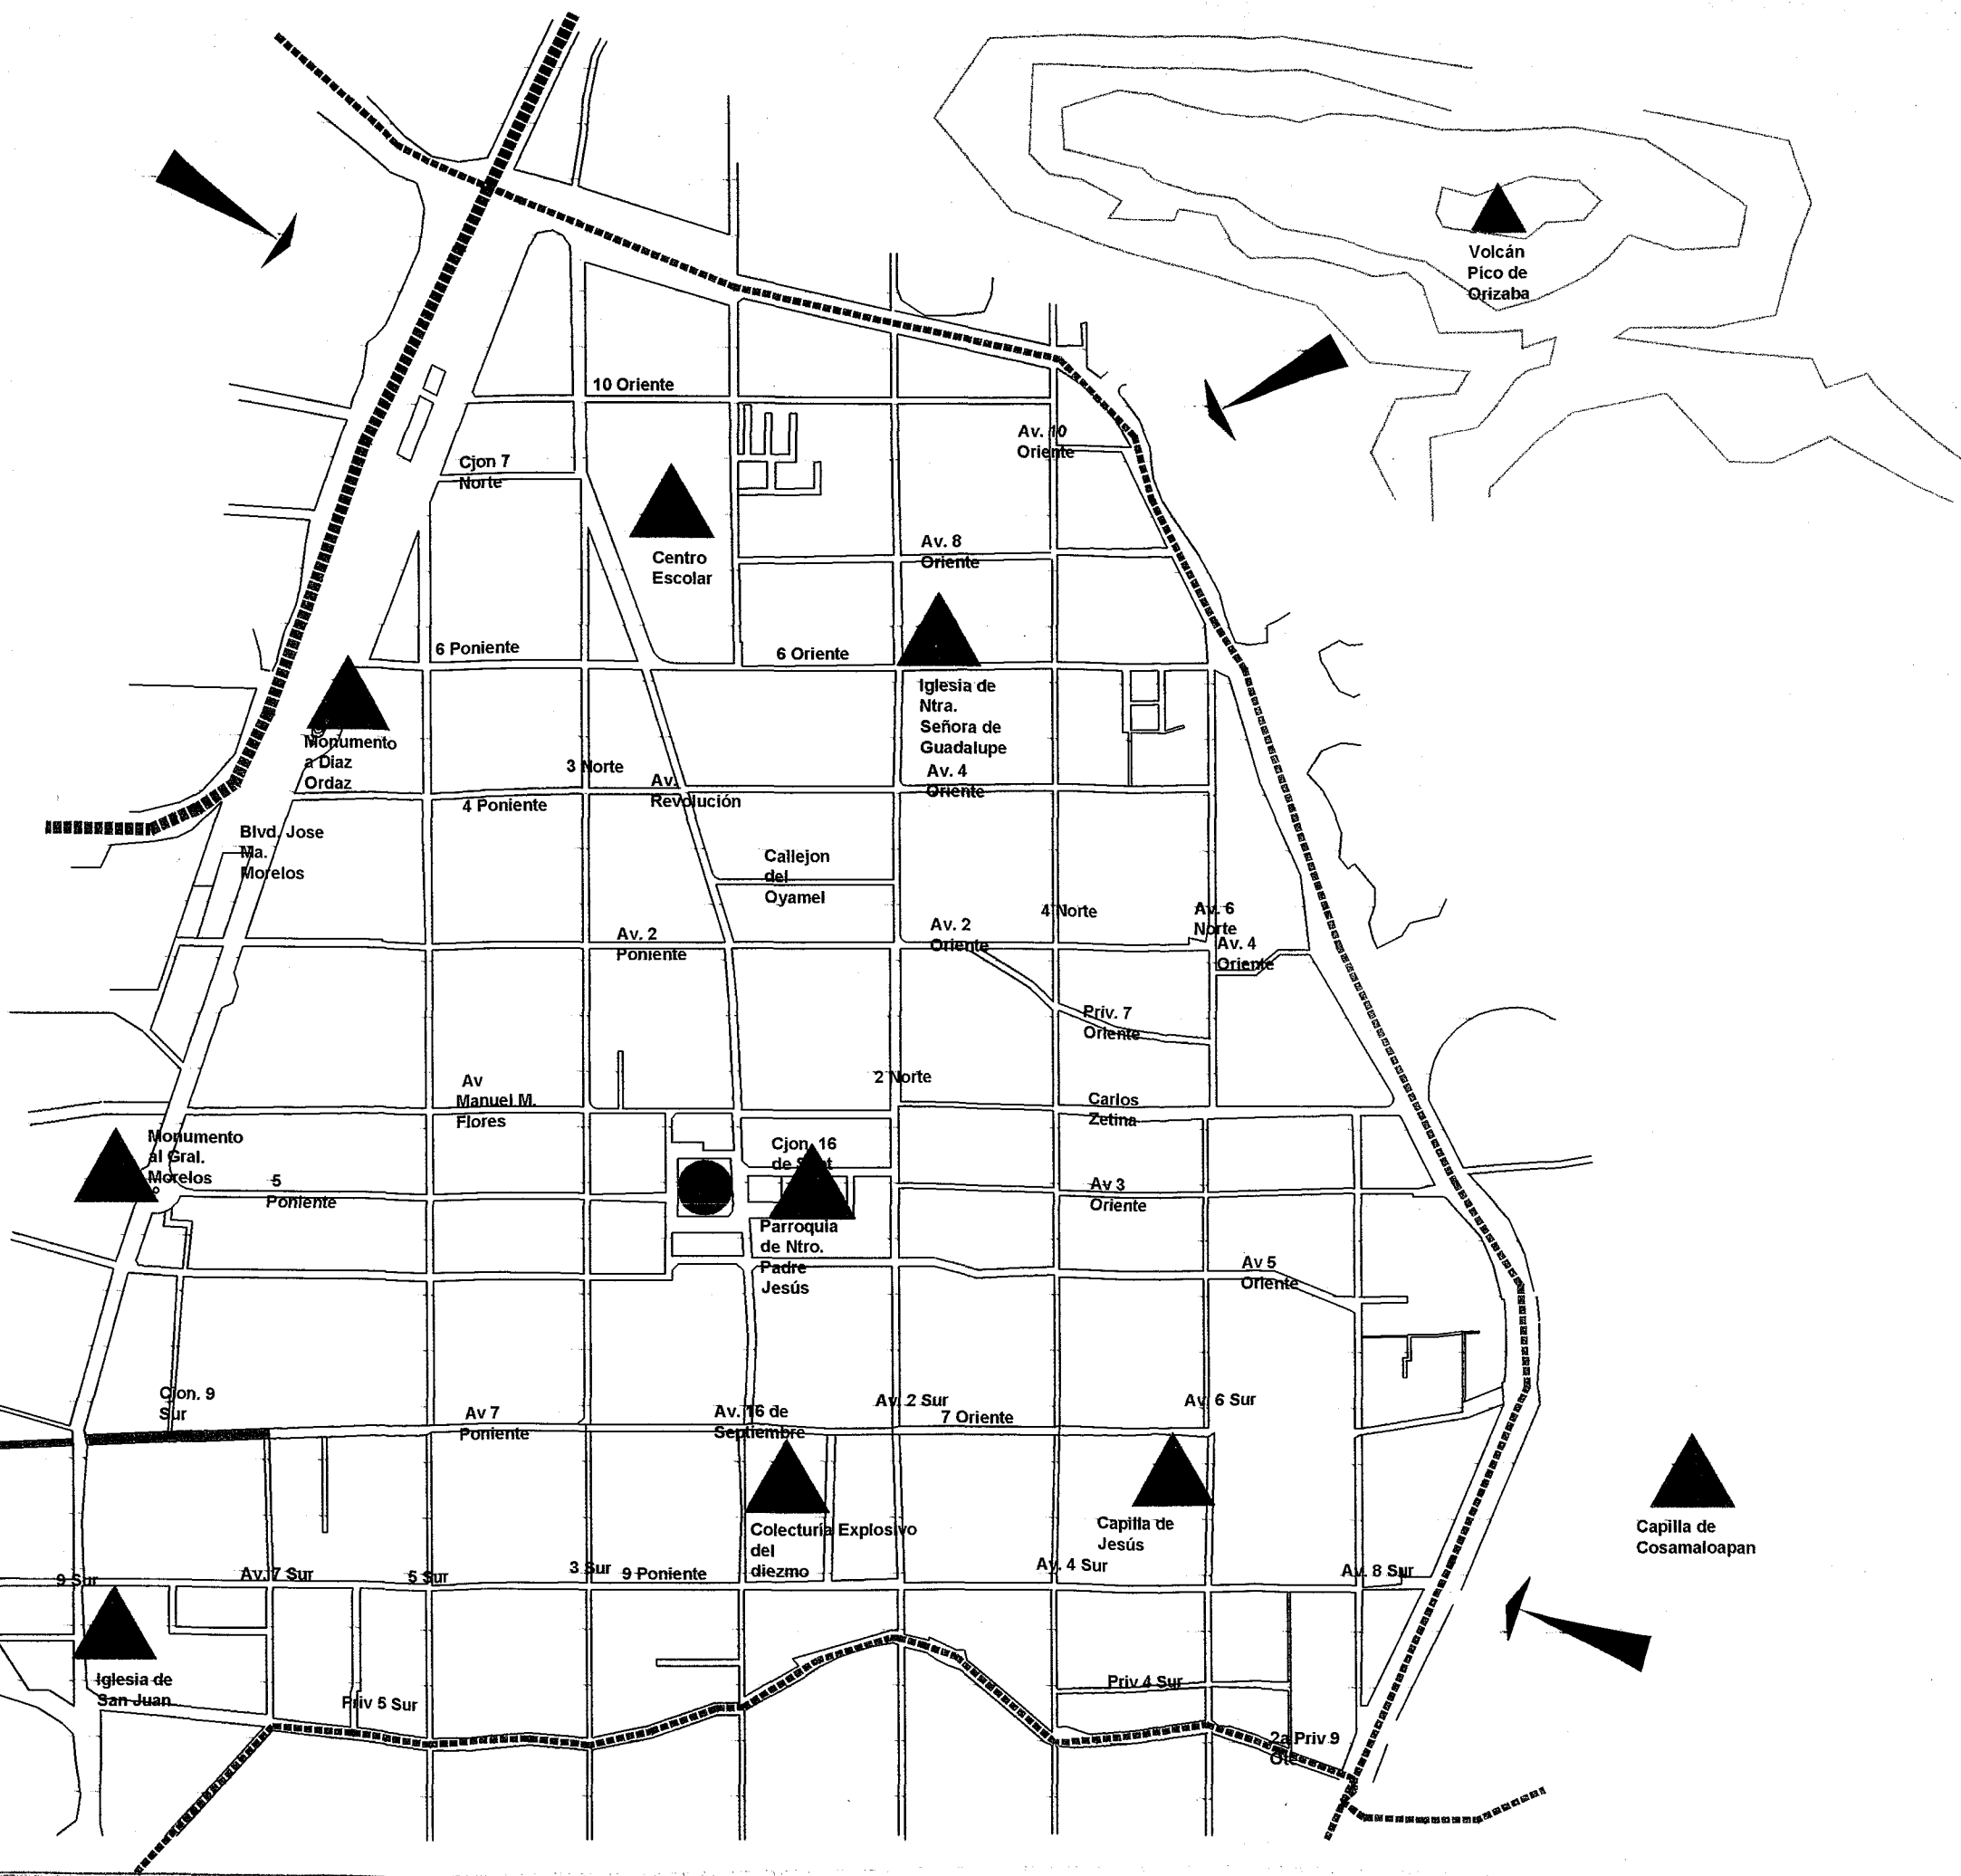 Volcán
Pico de
Orizaba
10 Oriente
Av. 10
Oriente
Cjon 7
Norte
Centro
Escolar
Av. 8
Oriente
6 Poniente
6 Oriente
Iglesia de
Ntra.
Señora de
Guadalupe
Monumento
a Diaz
Ordaz
3 Norte
Av.
Revolución
Av. 4
Oriente
4 Poniente
Blvd. Jose
Ma.
Morelos
Callejon
del
Oyamel
4 Norte
Av. 6
Norte
Av. 2
Poniente
Av. 2
Oriente
Av. 4
Oriente
Priv. 7
Oriente
2 Norte
Av
Manuel M.
Flores
Carlos
Zetina
Monumento
al Gral.
Morelos
Cjon. 16
de Sept
5
Poniente
Av 3
Oriente
Parroquia
de Ntro.
Padre
Jesús
Av 5
Oriente
Cjon. 9
Sur
Av 7
Poniente
Av. 16 de
Septiembre
Av. 2 Sur
7 Oriente
Av. 6 Sur
Colecturía Explosivo
del
diezmo
Capilla de
Jesús
Capilla de
Cosamaloapan
9 Sur
Av. 7 Sur
5 Sur
3 Sur
9 Poniente
Av. 4 Sur
Av. 8 Sur
Iglesia de
San Juan
Priv 5 Sur
Priv 4 Sur
2a Priv 9
Ote